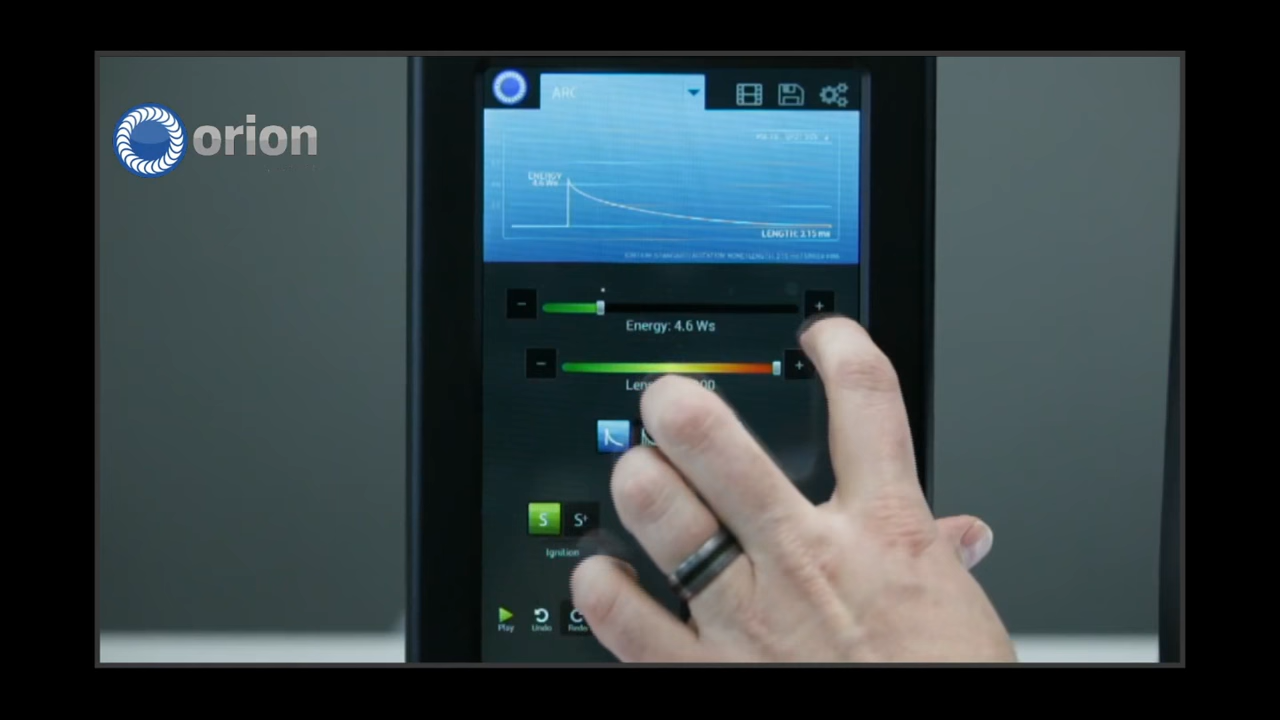 orion
ARC
ENERGY
4.6 Ws
LENGTH: 3.15 ms
- +
Energy: 4.6 Ws
- +
S S+
Ignition
Play Undo Redo